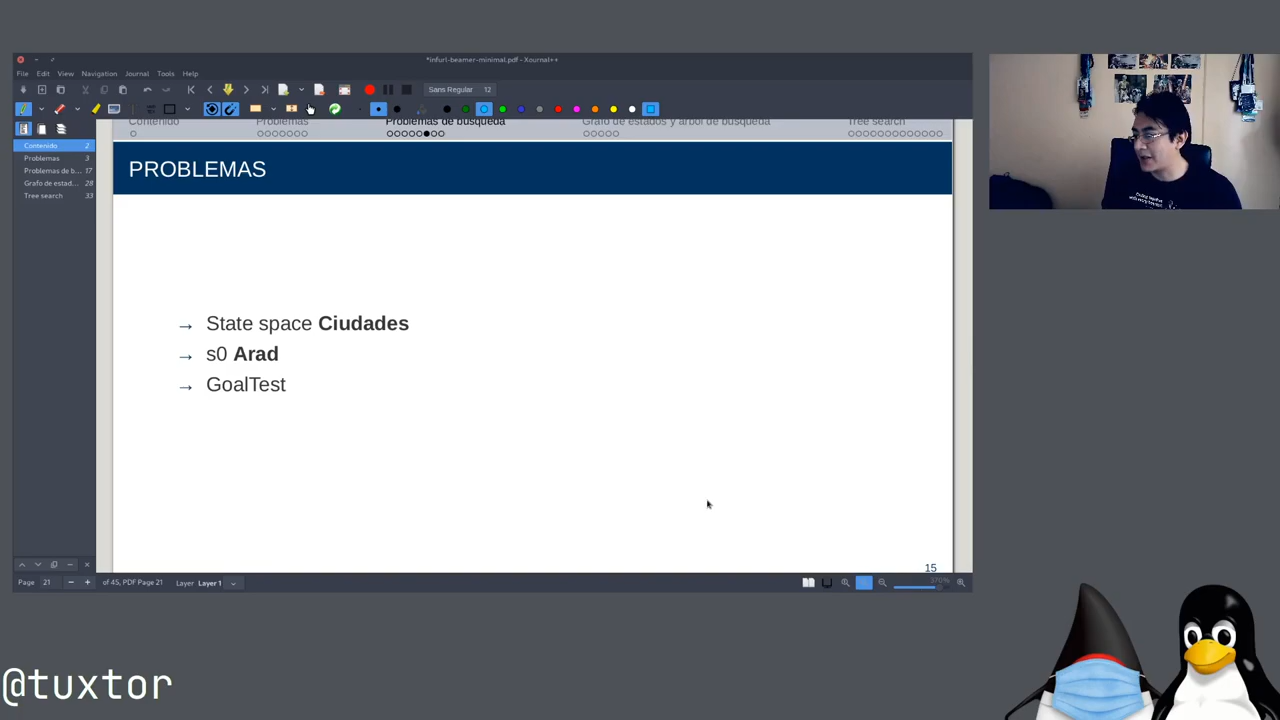 *infurl-beamer-minimal.pdf - Xournal++
File Edit View Navigation Journal Tools Help
Sans Regular 12
Contenido 2
Problemas 3
Problemas de b... 17
Grafo de estad... 28
Tree search 33
Contenido Problemas Problemas de búsqueda Grafo de estados y árbol de búsqueda Tree search
PROBLEMAS
→ State space Ciudades
→ s0 Arad
→ GoalTest
15
Page 21 of 45, PDF Page 21 Layer Layer 1 370%
@tuxtor